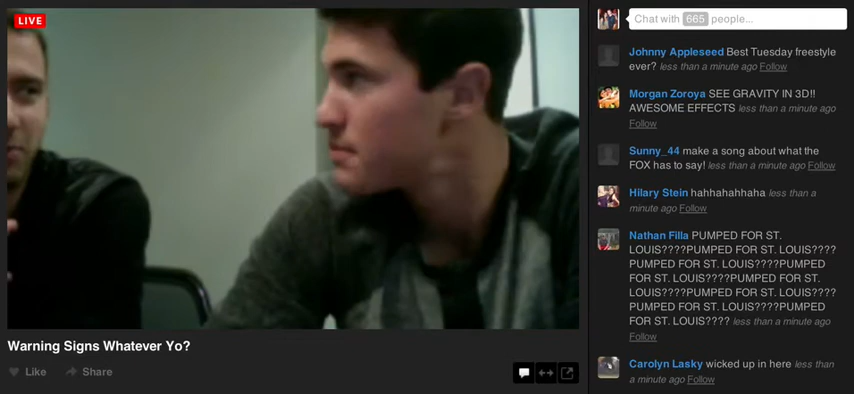 LIVE
Warning Signs Whatever Yo?
Like Share
Chat with 665 people...
Johnny Appleseed Best Tuesday freestyle
ever? less than a minute ago Follow
Morgan Zoroya SEE GRAVITY IN 3D!!
AWESOME EFFECTS less than a minute ago
Follow
Sunny_44 make a song about what the
FOX has to say! less than a minute ago Follow
Hilary Stein hahhahahhaha less than a
minute ago Follow
Nathan Filla PUMPED FOR ST.
LOUIS????PUMPED FOR ST. LOUIS????
PUMPED FOR ST. LOUIS????PUMPED
FOR ST. LOUIS????PUMPED FOR ST.
LOUIS????PUMPED FOR ST. LOUIS????
PUMPED FOR ST. LOUIS????PUMPED
FOR ST. LOUIS???? less than a minute ago
Follow
Carolyn Lasky wicked up in here less than
a minute ago Follow